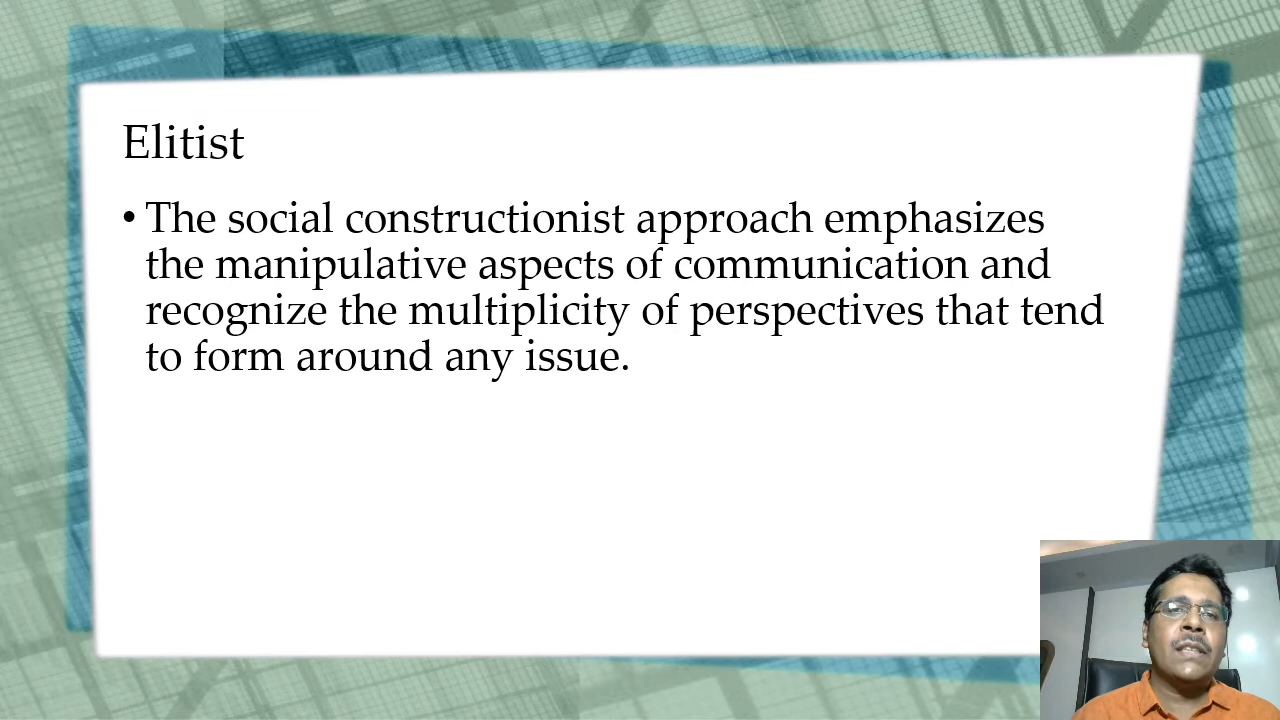 Elitist
• The social constructionist approach emphasizes
the manipulative aspects of communication and
recognize the multiplicity of perspectives that tend
to form around any issue.